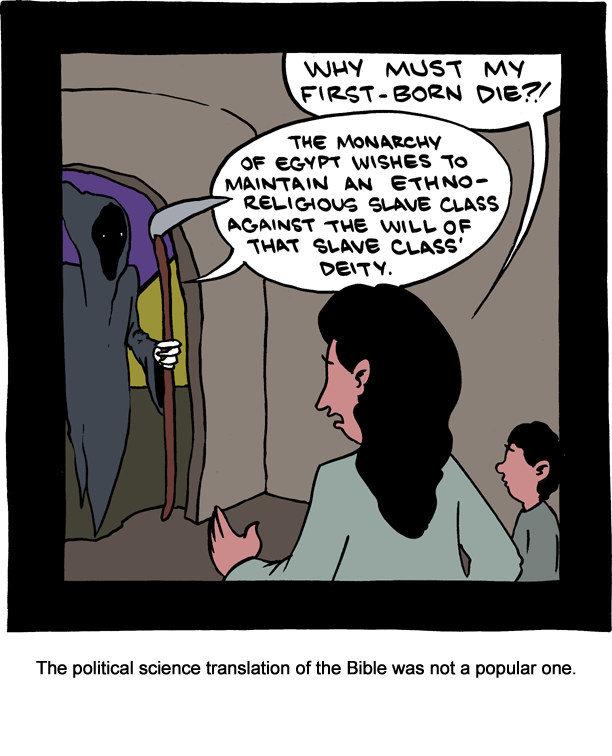 WHY MUST MY
FIRST-BORN DIE?!
THE MONARCHY
OF EGYPT WISHES TO
MAINTAIN AN ETHNO-
RELIGIOUS SLAVE CLASS
AGAINST THE WILL OF
THAT SLAVE CLASS'
DEITY.
The political science translation of the Bible was not a popular one.